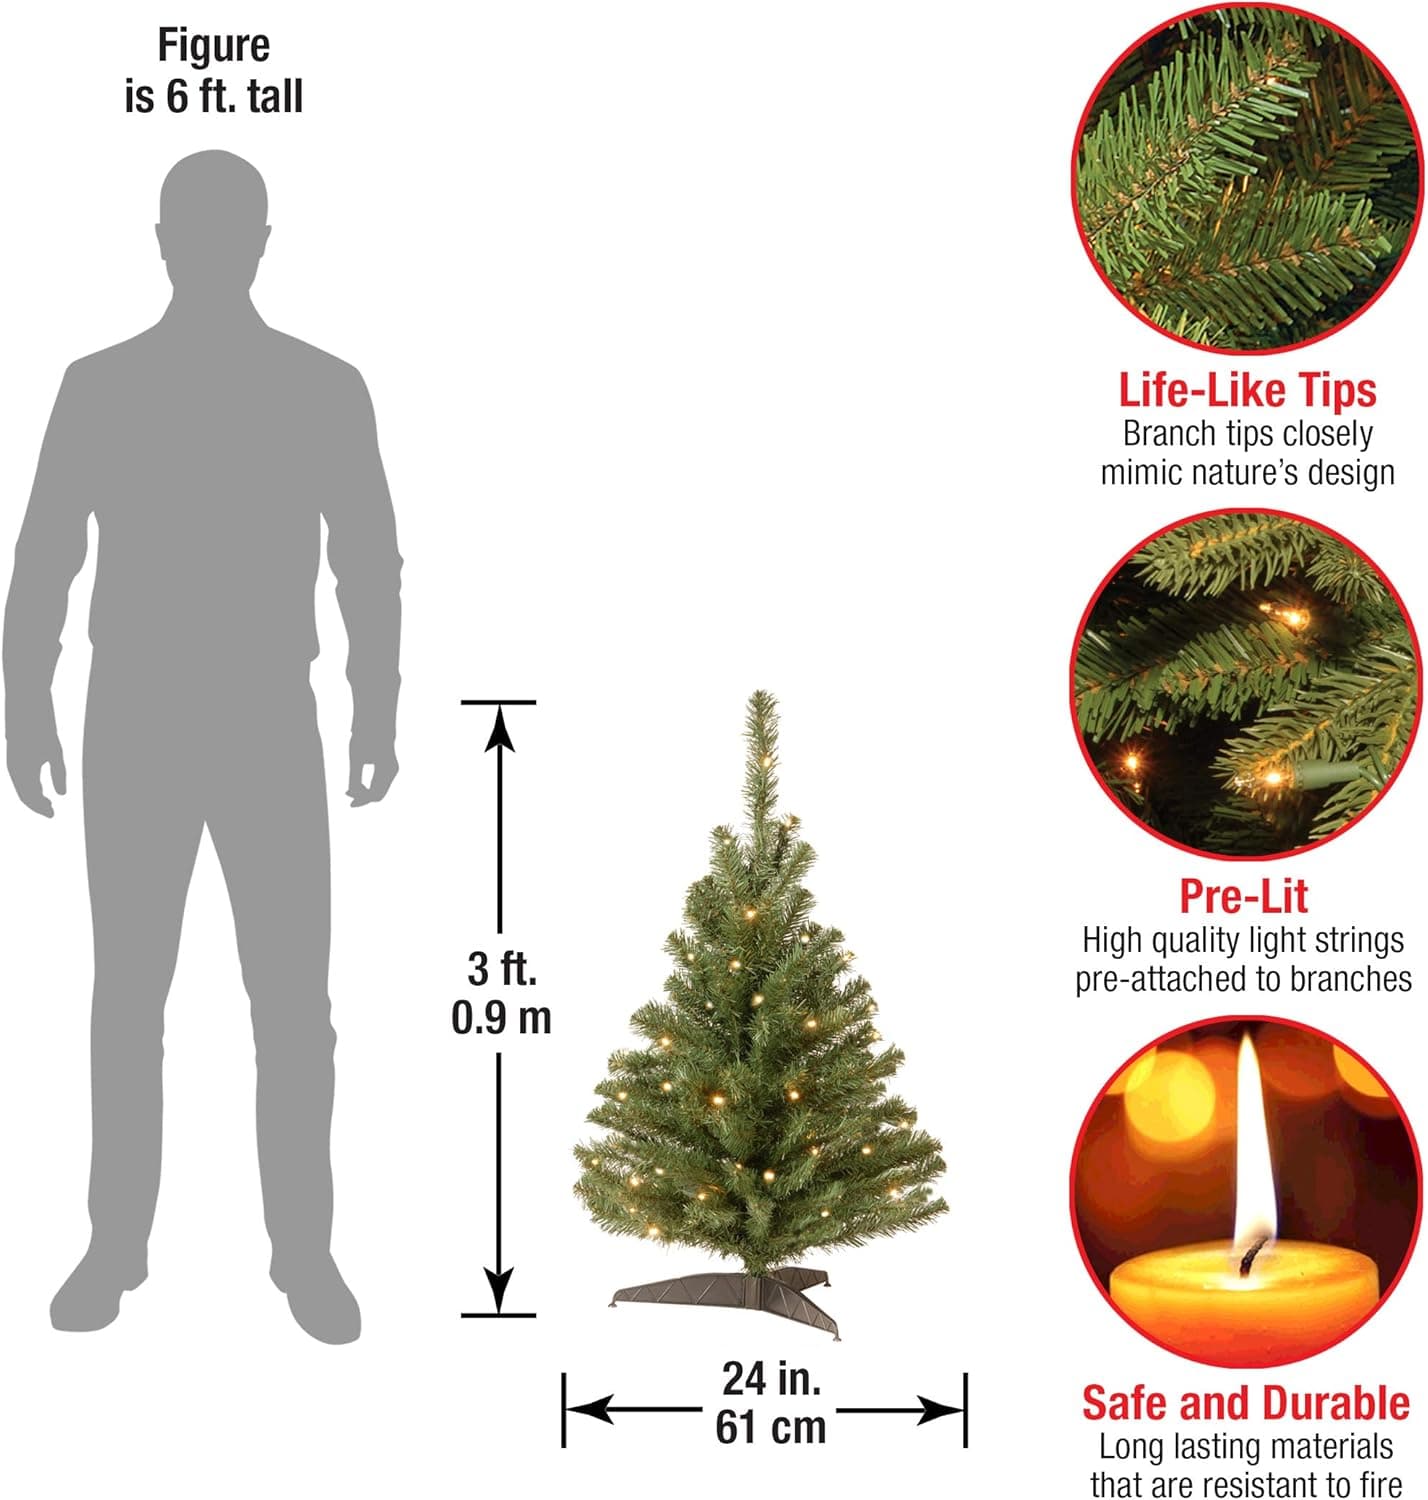 Figure
is 6 ft. tall
3 ft.
0.9 m
24 in.
61 cm
Life-Like Tips
Branch tips closely
mimic nature's design
Pre-Lit
High quality light strings
pre-attached to branches
Safe and Durable
Long lasting materials
that are resistant to fire